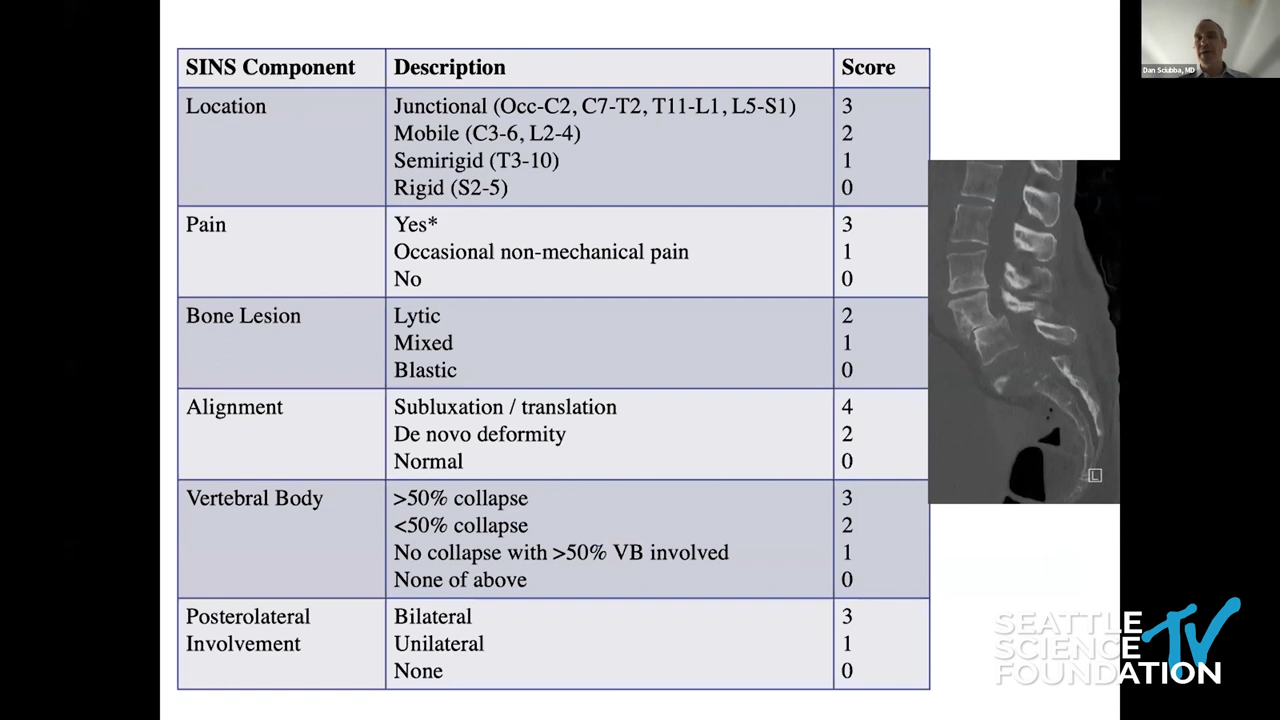 SINS Component Description Score
Location Junctional (Occ-C2, C7-T2, T11-L1, L5-S1) 3
Mobile (C3-6, L2-4) 2
Semirigid (T3-10) 1
Rigid (S2-5) 0
Pain Yes* 3
Occasional non-mechanical pain 1
No 0
Bone Lesion Lytic 2
Mixed 1
Blastic 0
Alignment Subluxation / translation 4
De novo deformity 2
Normal 0
Vertebral Body >50% collapse 3
<50% collapse 2
No collapse with >50% VB involved 1
None of above 0
Posterolateral Bilateral 3
Involvement Unilateral 1
None 0
Dan Sciubba, MD
L
SEATTLE
SCIENCE
FOUNDATION
TV